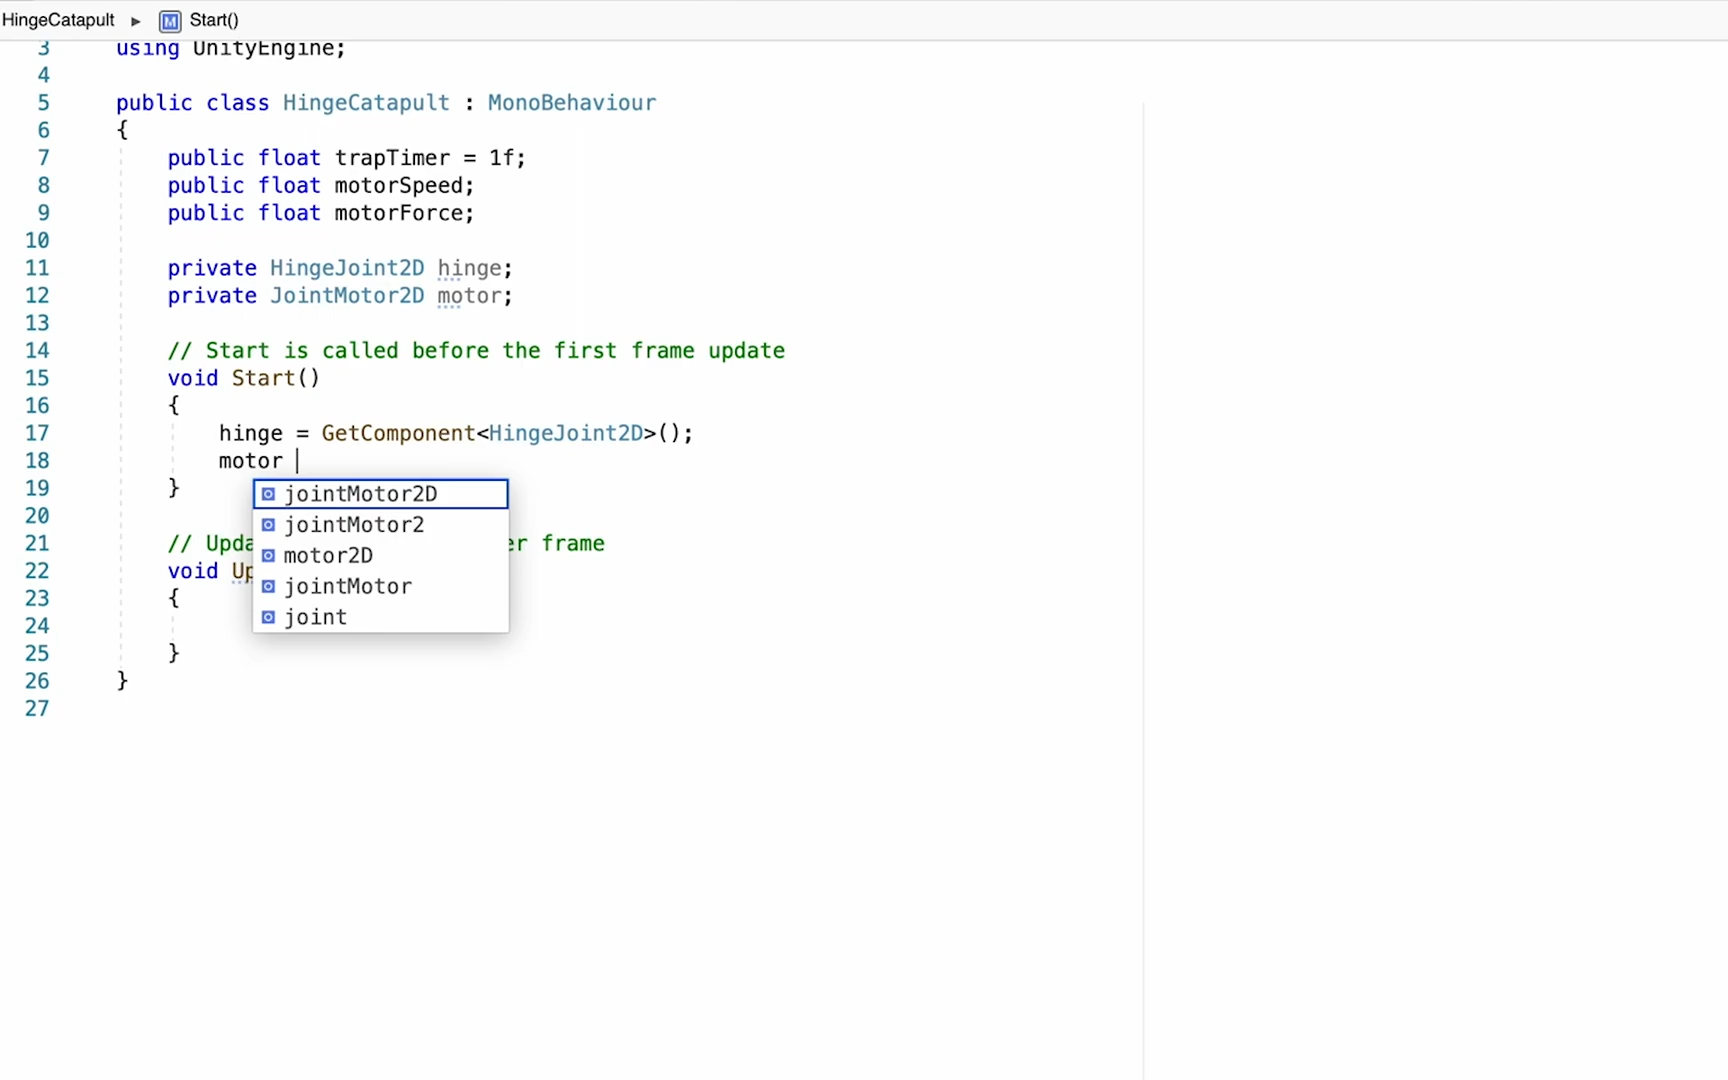 HingeCatapult ▸ M Start()
3 using UnityEngine;
4
5 public class HingeCatapult : MonoBehaviour
6 {
7 public float trapTimer = 1f;
8 public float motorSpeed;
9 public float motorForce;
10
11 private HingeJoint2D hinge;
12 private JointMotor2D motor;
13
14 // Start is called before the first frame update
15 void Start()
16 {
17 hinge = GetComponent<HingeJoint2D>();
18 motor
19 }
jointMotor2D
jointMotor2
motor2D
jointMotor
joint
20
21 // Upda er frame
22 void Up
23 {
24
25 }
26 }
27